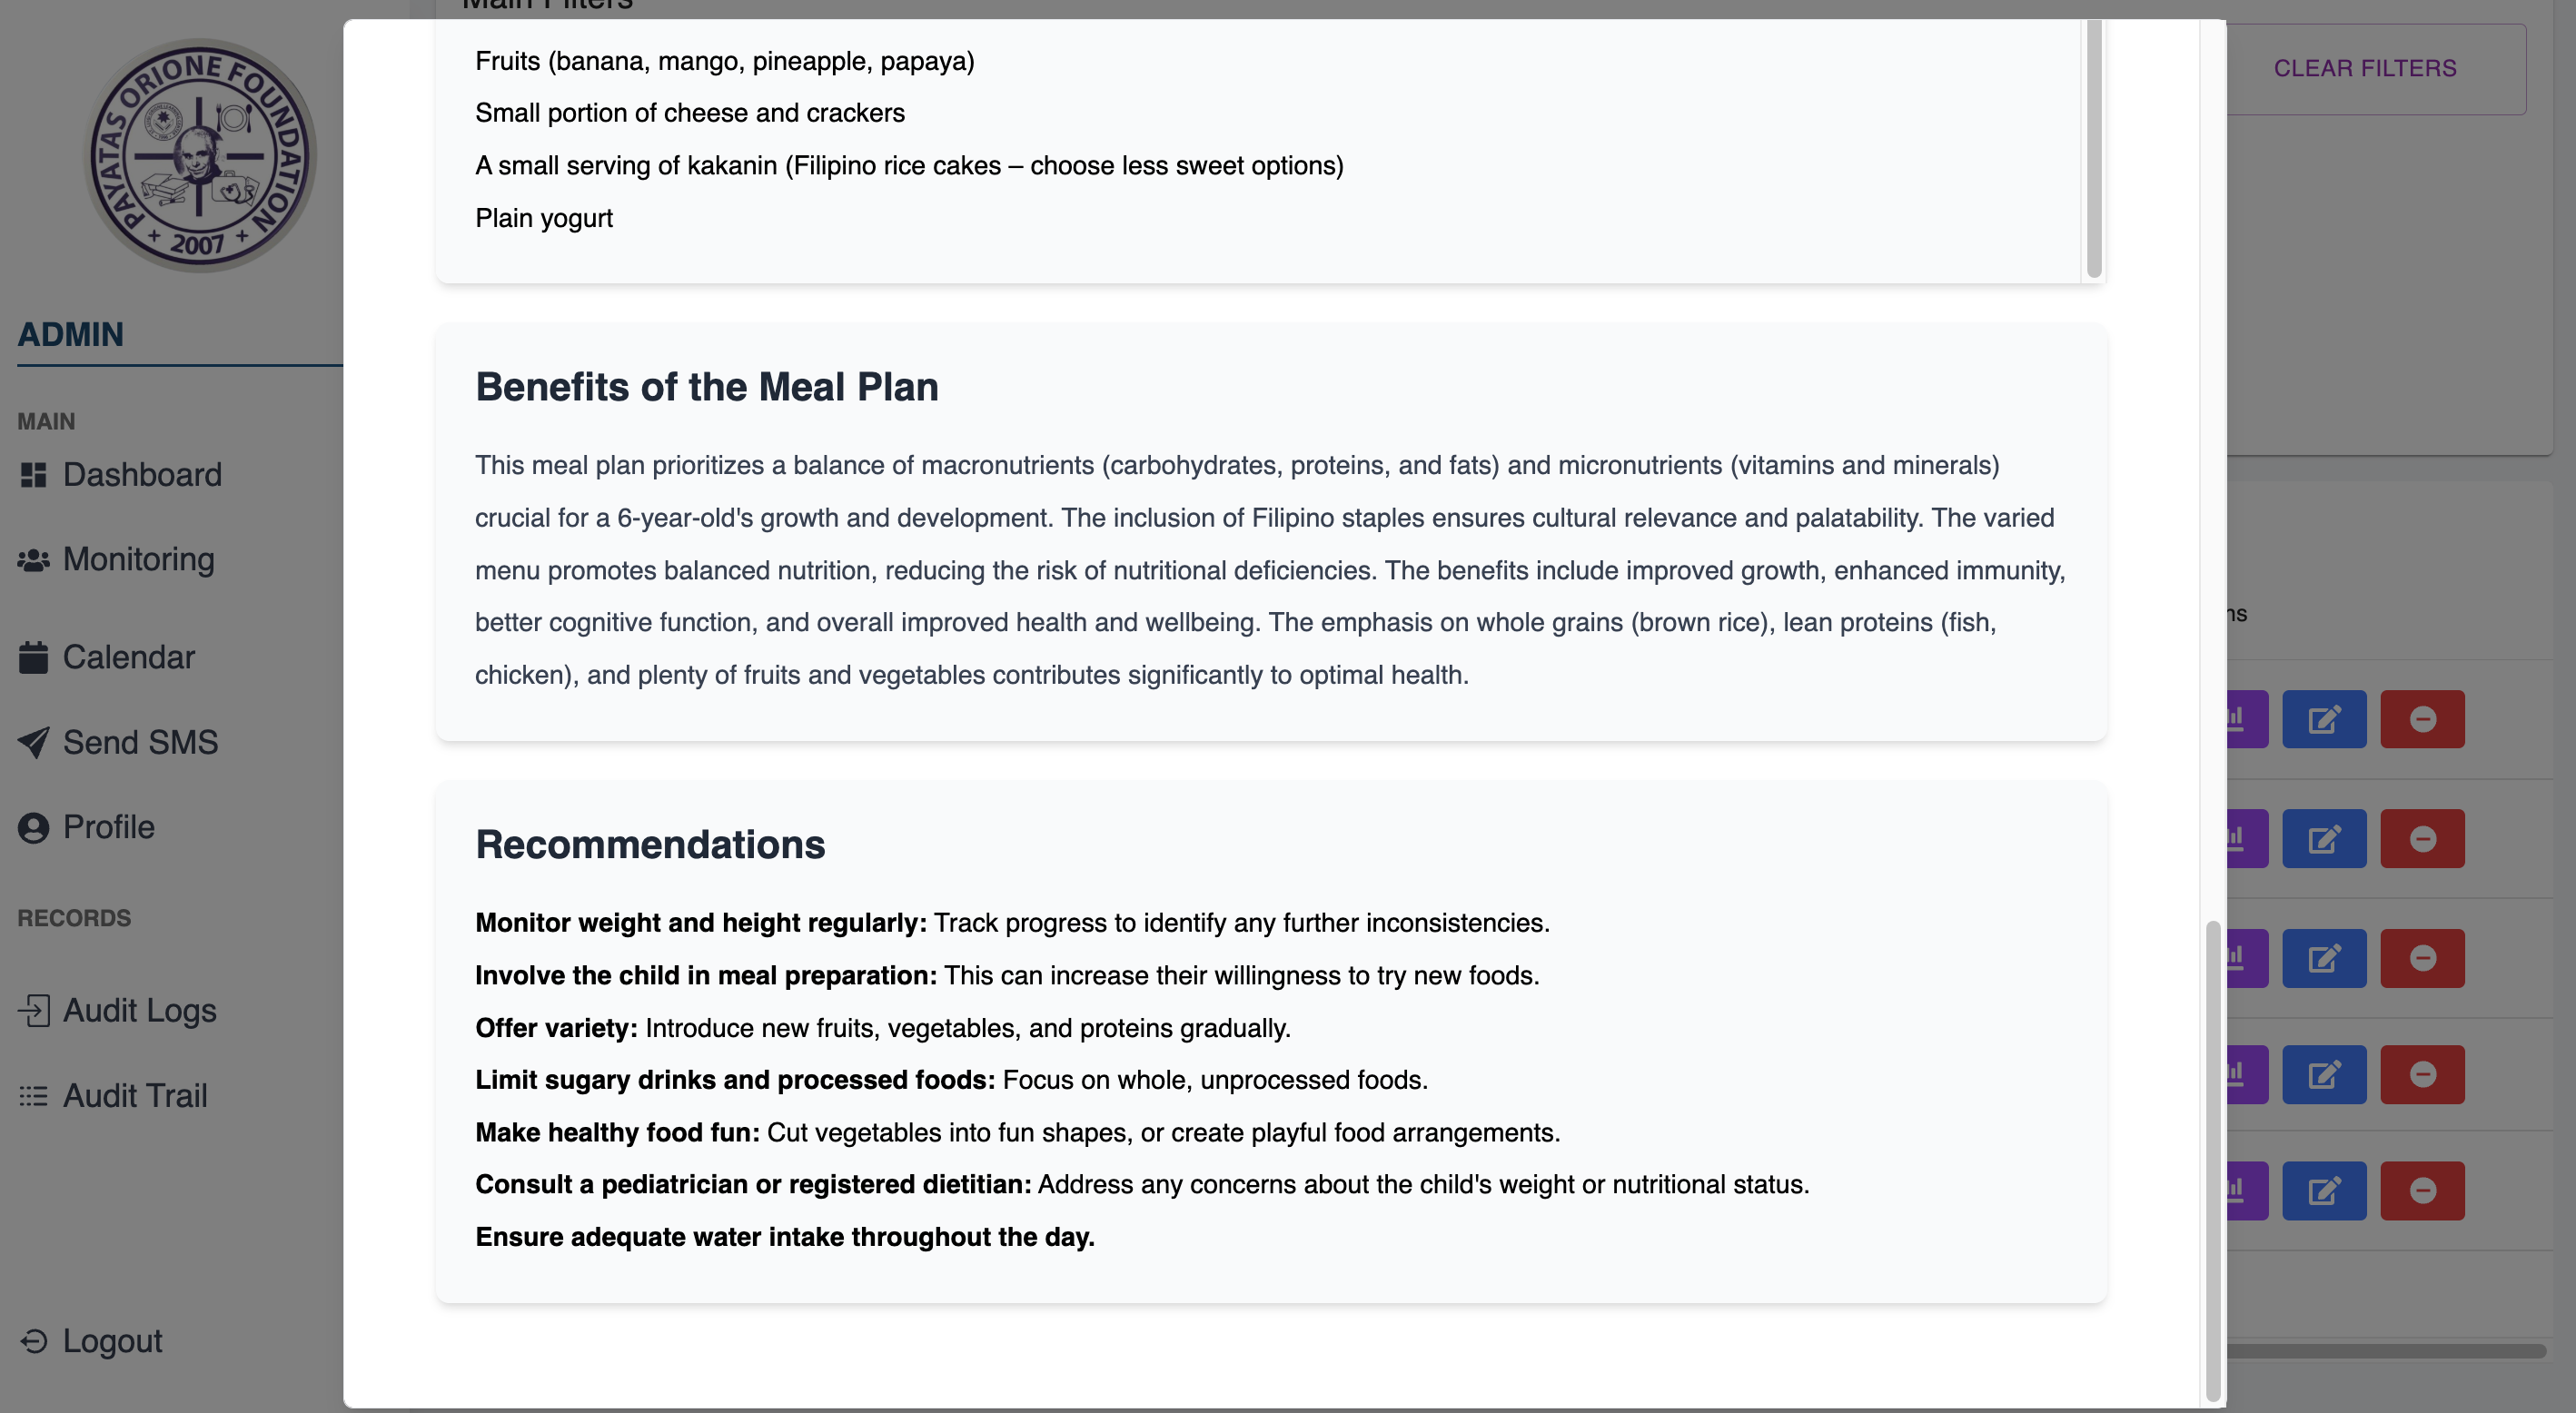 PAYATAS ORIONE FOUNDATION
+ 2007 +
ADMIN
MAIN
Dashboard
Monitoring
Calendar
Send SMS
Profile
RECORDS
Audit Logs
Audit Trail
Logout
Main Filters
Fruits (banana, mango, pineapple, papaya)
Small portion of cheese and crackers
A small serving of kakanin (Filipino rice cakes – choose less sweet options)
Plain yogurt
Benefits of the Meal Plan
This meal plan prioritizes a balance of macronutrients (carbohydrates, proteins, and fats) and micronutrients (vitamins and minerals)
crucial for a 6-year-old's growth and development. The inclusion of Filipino staples ensures cultural relevance and palatability. The varied
menu promotes balanced nutrition, reducing the risk of nutritional deficiencies. The benefits include improved growth, enhanced immunity,
better cognitive function, and overall improved health and wellbeing. The emphasis on whole grains (brown rice), lean proteins (fish,
chicken), and plenty of fruits and vegetables contributes significantly to optimal health.
Recommendations
Monitor weight and height regularly: Track progress to identify any further inconsistencies.
Involve the child in meal preparation: This can increase their willingness to try new foods.
Offer variety: Introduce new fruits, vegetables, and proteins gradually.
Limit sugary drinks and processed foods: Focus on whole, unprocessed foods.
Make healthy food fun: Cut vegetables into fun shapes, or create playful food arrangements.
Consult a pediatrician or registered dietitian: Address any concerns about the child's weight or nutritional status.
Ensure adequate water intake throughout the day.
CLEAR FILTERS
ns